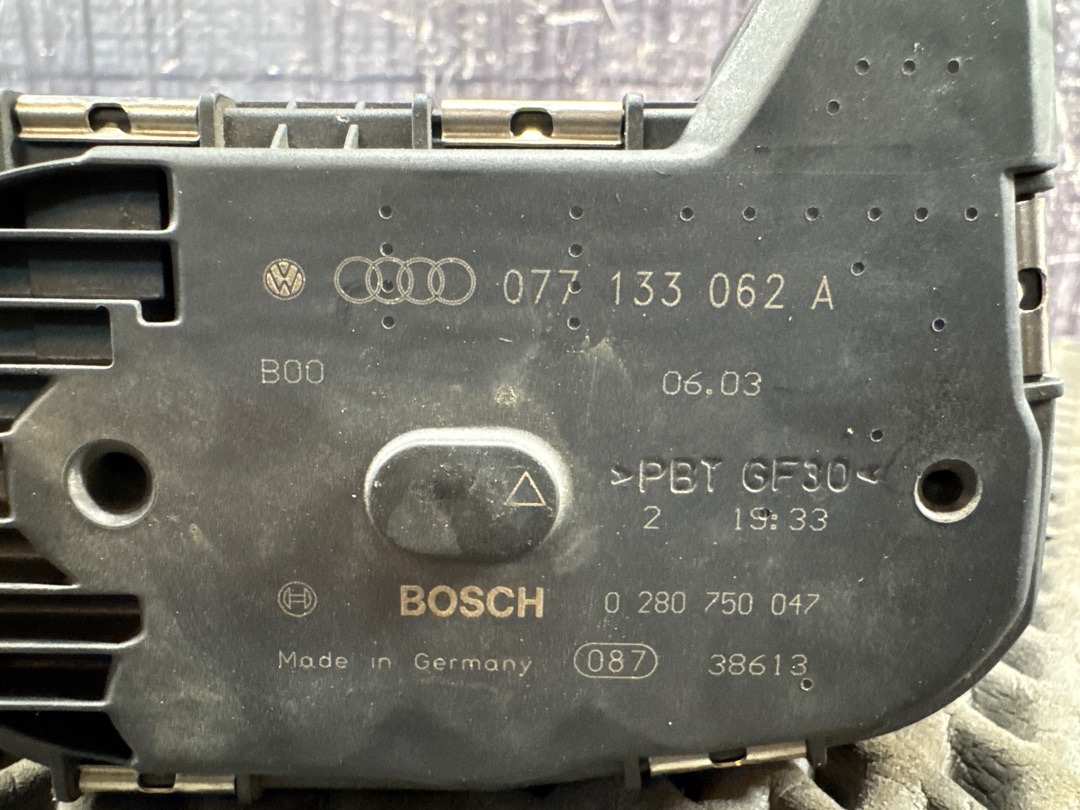 077 133 062 A
B00 06.03
>PBT GF30<
2 19:33
BOSCH 0 280 750 047
Made in Germany 087 38613